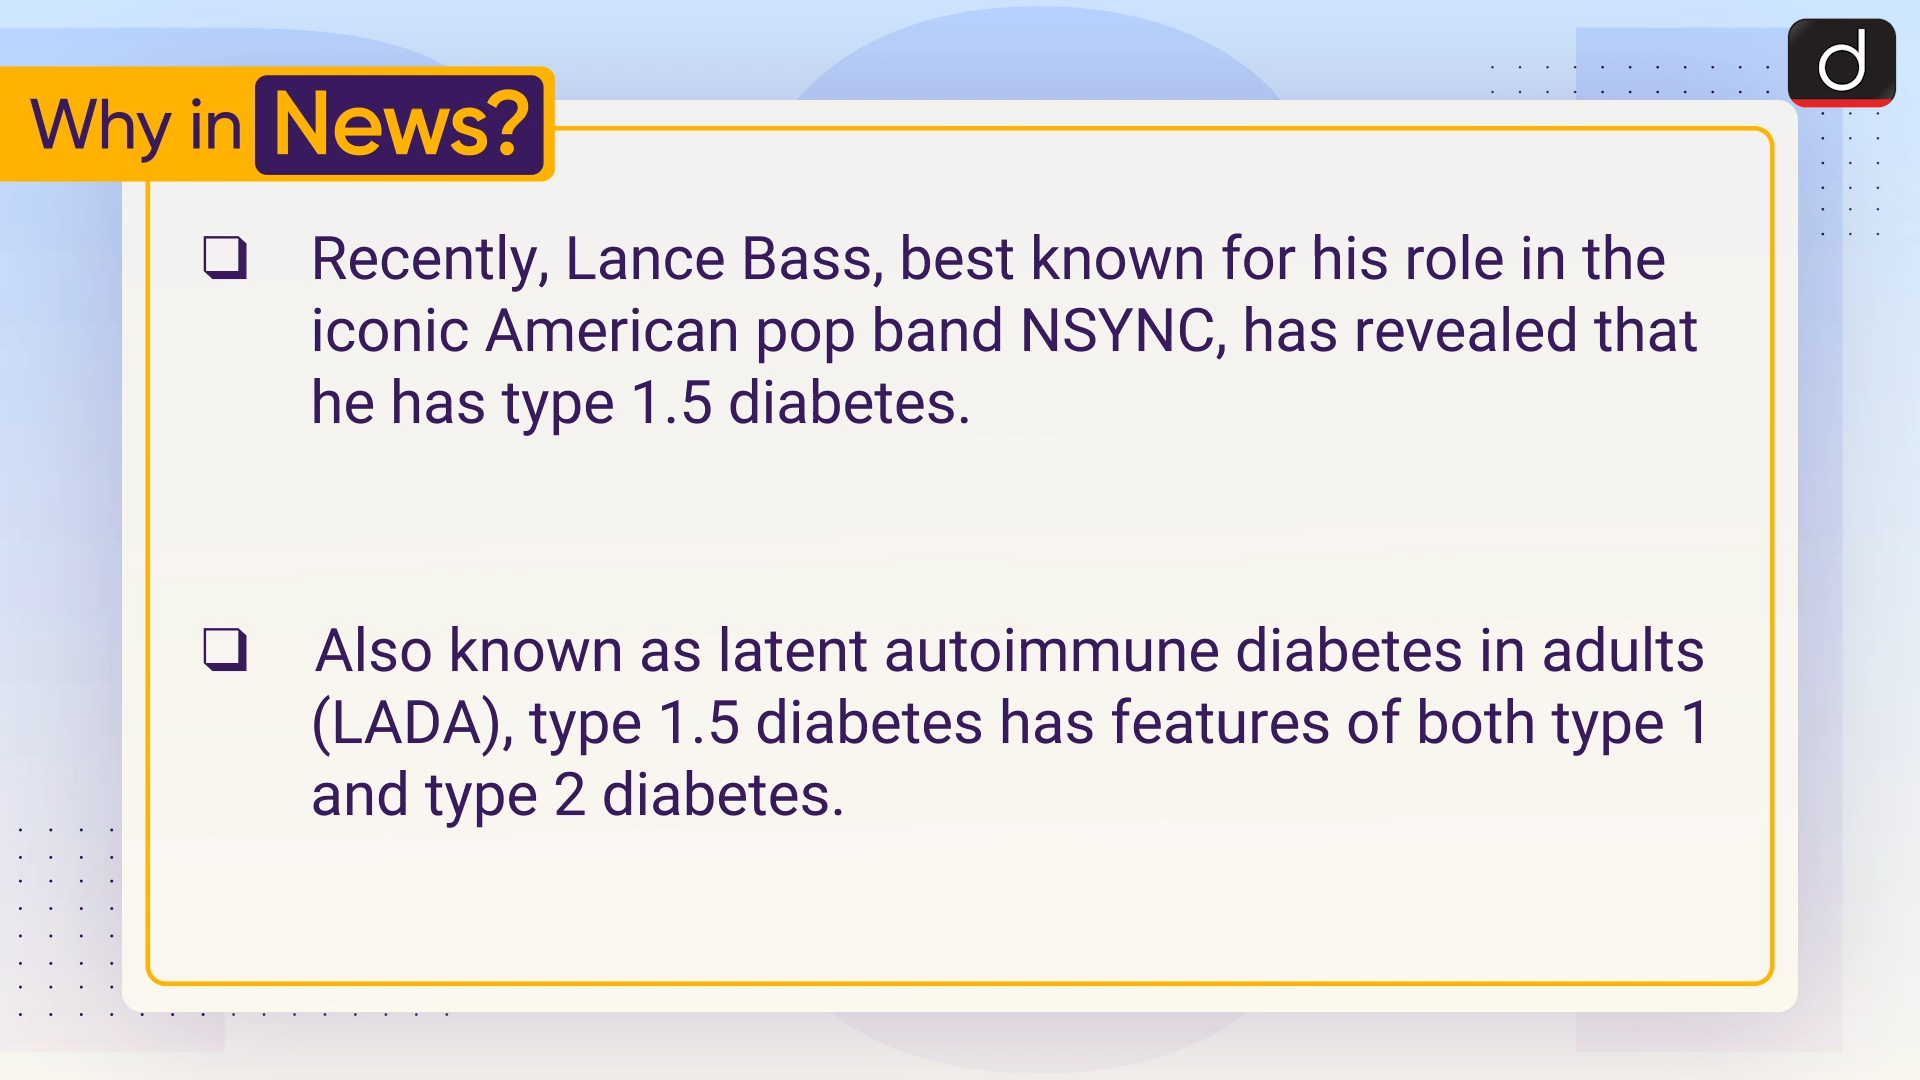 Why in News?
❑ Recently, Lance Bass, best known for his role in the
iconic American pop band NSYNC, has revealed that
he has type 1.5 diabetes.
❑ Also known as latent autoimmune diabetes in adults
(LADA), type 1.5 diabetes has features of both type 1
and type 2 diabetes.
d